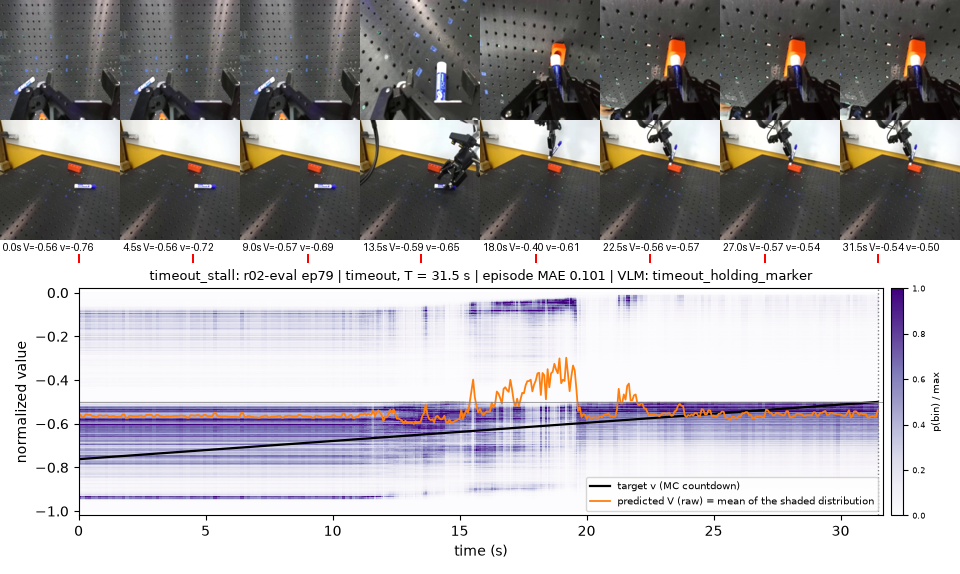 0.0s V=-0.56 v=-0.76
4.5s V=-0.56 v=-0.72
9.0s V=-0.57 v=-0.69
13.5s V=-0.59 v=-0.65
18.0s V=-0.40 v=-0.61
22.5s V=-0.56 v=-0.57
27.0s V=-0.57 v=-0.54
31.5s V=-0.54 v=-0.50
timeout_stall: r02-eval ep79 | timeout, T = 31.5 s | episode MAE 0.101 | VLM: timeout_holding_marker
normalized value
0.0
−0.2
−0.4
−0.6
−0.8
−1.0
target v (MC countdown)
predicted V (raw) = mean of the shaded distribution
0
5
10
15
20
25
30
time (s)
1.0
0.8
0.6
0.4
0.2
0.0
p(bin) / max